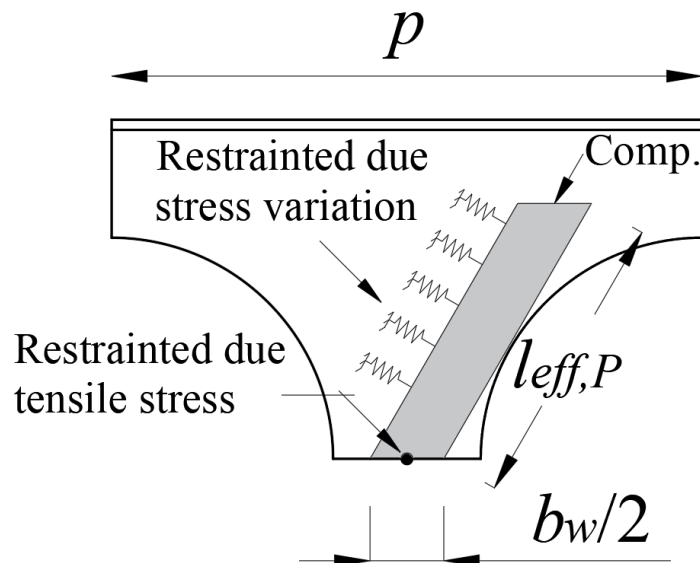 p
Restrainted due
stress variation
Comp.
Restrainted due
tensile stress
leff,P
bw/2